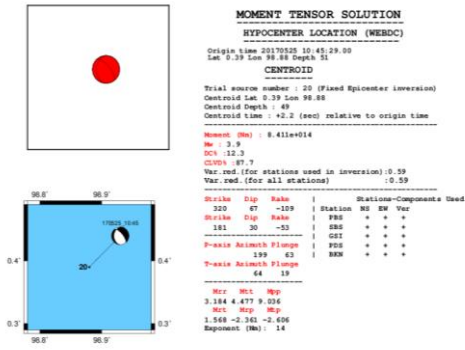 MOMENT TENSOR SOLUTION
HYPOCENTER LOCATION (WEBDC)
Origin time 20170525 10:45:29.00
Lat 0.39 Lon 98.88 Depth 51
CENTROID
Trial source number : 20 (Fixed Epicenter inversion)
Centroid Lat 0.39 Lon 98.88
Centroid Depth : 49
Centroid time : +2.2 (sec) relative to origin time
Moment (Nm) : 8.411e+014
Mw : 3.9
DC% :12.3
CLVD% :87.7
Var.red.(for stations used in inversion):0.59
Var.red.(for all stations) :0.59
Strike Dip Rake | Stations-Components Used
320 67 -109 | Station NS EW Ver
Strike Dip Rake | PBS + + +
181 30 -53 | SBS + + +
| GSI + + +
P-axis Azimuth Plunge | PDS + + +
199 63 | BKN + + +
T-axis Azimuth Plunge
64 19
Mrr Mtt Mpp
3.184 4.477 9.036
Mrt Mrp Mtp
1.568 -2.361 -2.606
Exponent (Nm): 14
98.8° 98.9°
170525_10:45
20
0.4° 0.4°
0.3° 0.3°
98.8° 98.9°